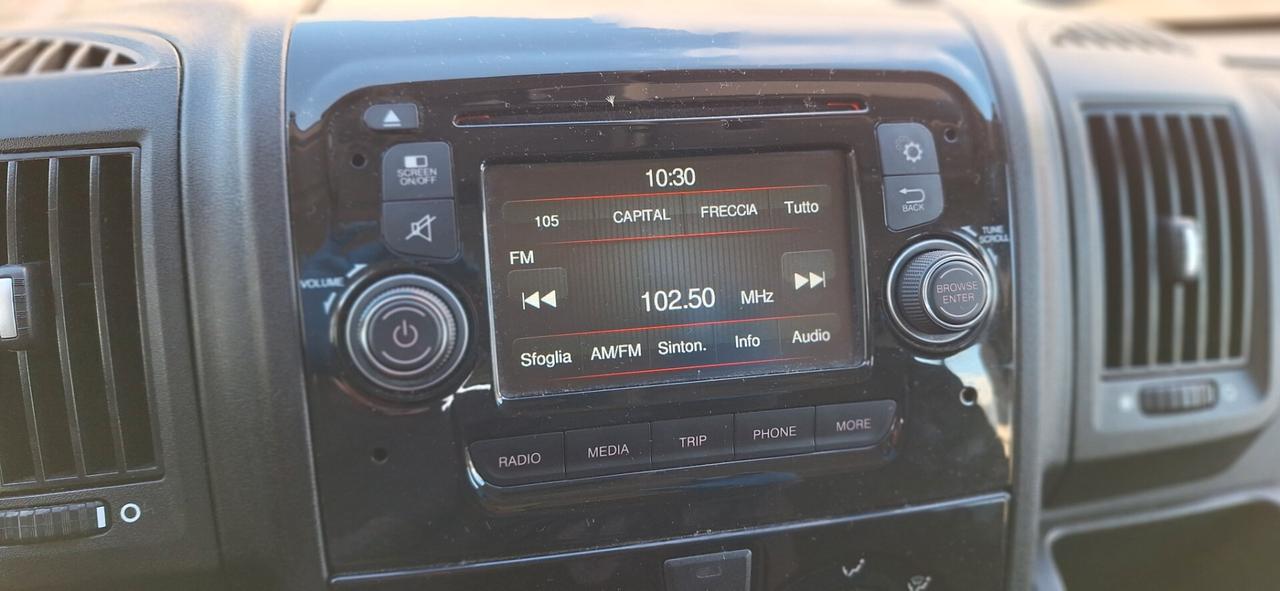 SCREEN
ON/OFF
VOLUME
10:30
105 CAPITAL FRECCIA Tutto
FM
102.50 MHz
Sfoglia AM/FM Sinton. Info Audio
BACK
TUNE
SCROLL
BROWSE
ENTER
RADIO MEDIA TRIP PHONE MORE